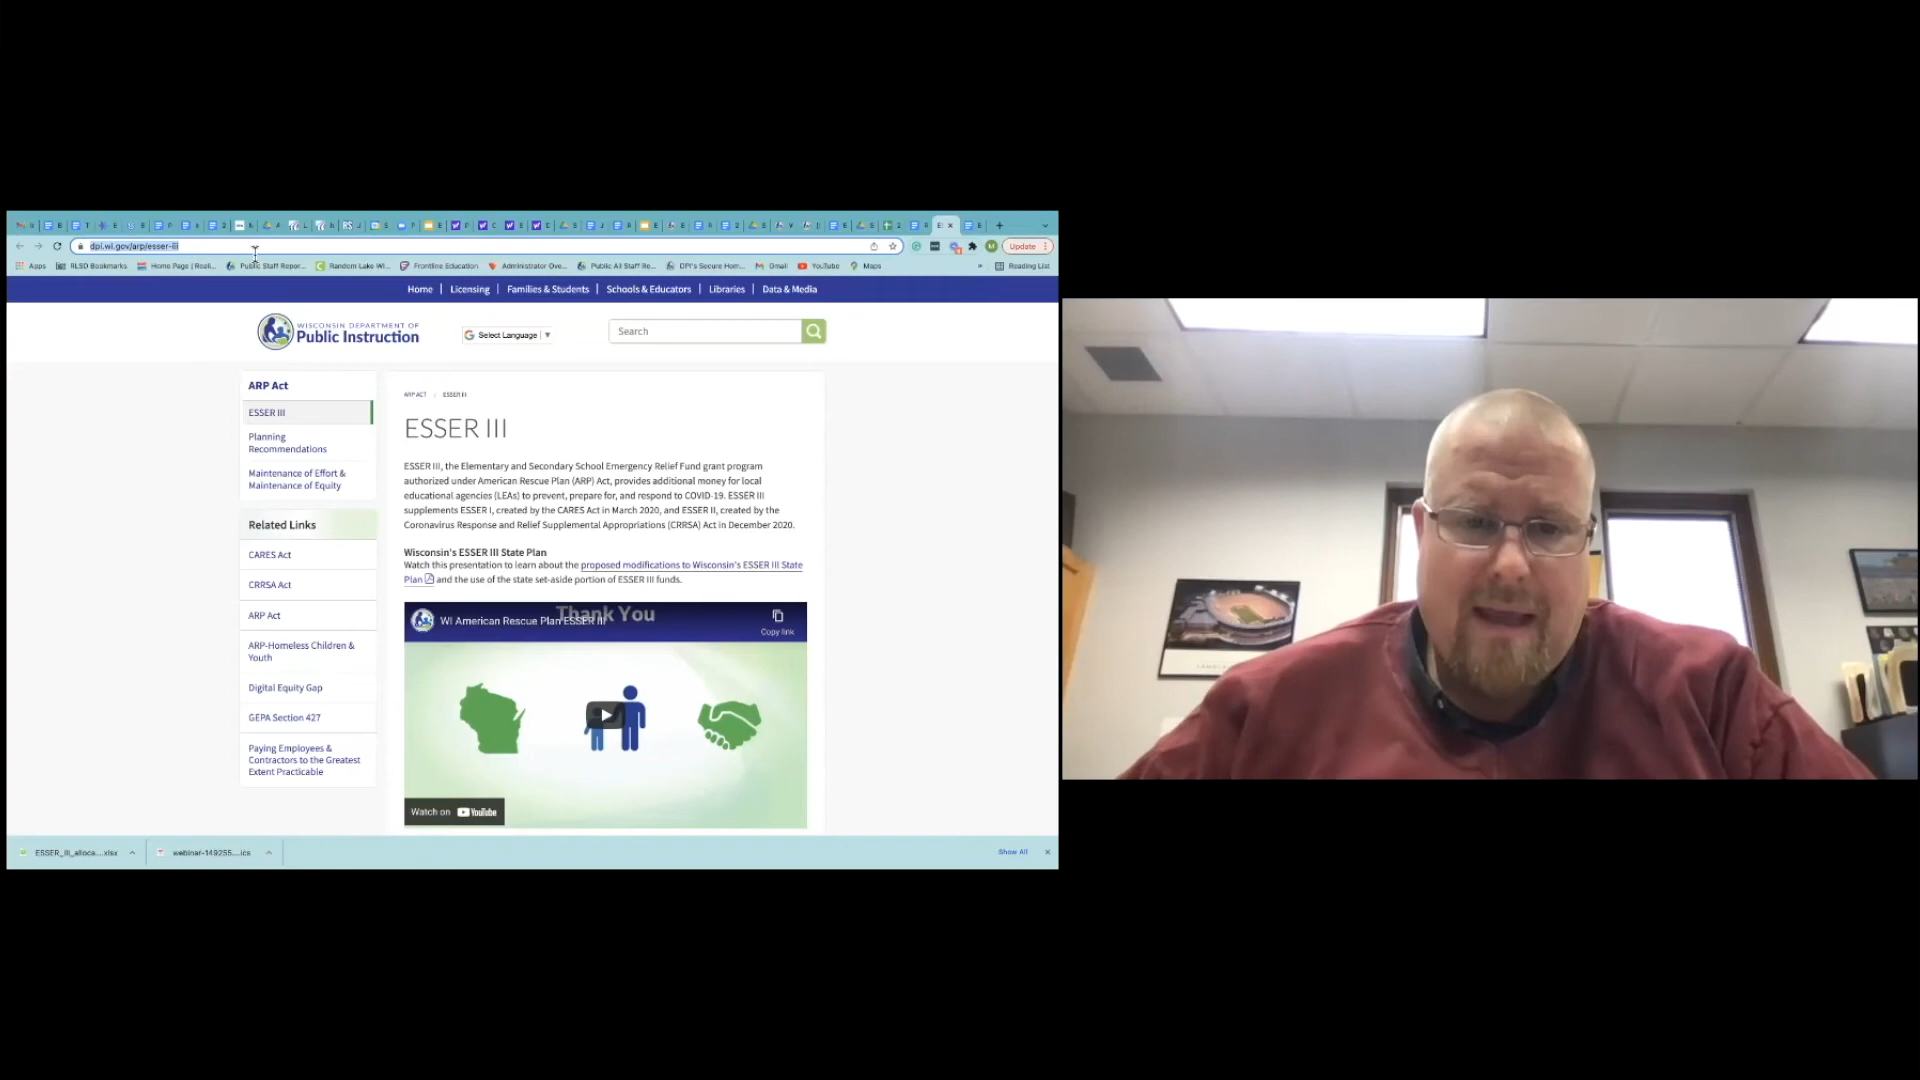 dpi.wi.gov/arp/esser-iii
Update
Apps
RLSD Bookmarks
Home Page (Reali...
Public Staff Repor...
Random Lake Wi...
Frontline Education
Administrator Ove...
Public All Staff Re...
DPI's Secure Hom...
Gmail
YouTube
Maps
»
Reading List
Home | Licensing | Families & Students | Schools & Educators | Libraries | Data & Media
WISCONSIN DEPARTMENT OF
Public Instruction
Select Language
Search
ARP Act
ESSER III
Planning
Recommendations
Maintenance of Effort &
Maintenance of Equity
Related Links
CARES Act
CRRSA Act
ARP Act
ARP-Homeless Children &
Youth
Digital Equity Gap
GEPA Section 427
Paying Employees &
Contractors to the Greatest
Extent Practicable
ARP ACT / ESSER III
ESSER III
ESSER III, the Elementary and Secondary School Emergency Relief Fund grant program
authorized under American Rescue Plan (ARP) Act, provides additional money for local
educational agencies (LEAs) to prevent, prepare for, and respond to COVID-19. ESSER III
supplements ESSER I, created by the CARES Act in March 2020, and ESSER II, created by the
Coronavirus Response and Relief Supplemental Appropriations (CRRSA) Act in December 2020.
Wisconsin's ESSER III State Plan
Watch this presentation to learn about the proposed modifications to Wisconsin's ESSER III State
Plan and the use of the state set-aside portion of ESSER III funds.
Thank You
WI American Rescue Plan ESSER III
Copy link
Watch on YouTube
ESSER_III_alloca....xlsx
webinar-149255....ics
Show All